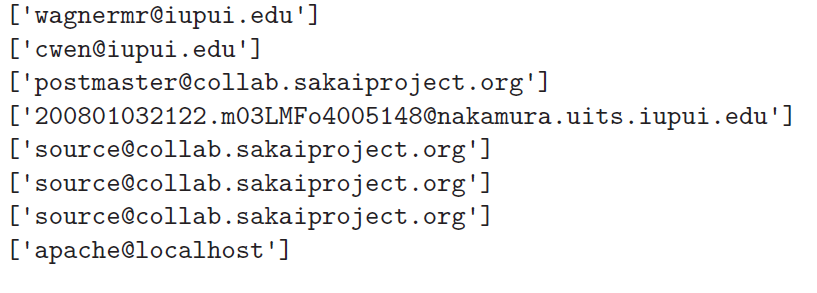 ['wagnermr@iupui.edu']
['cwen@iupui.edu']
['postmaster@collab.sakaiproject.org']
['200801032122.m03LMFo4005148@nakamura.uits.iupui.edu']
['source@collab.sakaiproject.org']
['source@collab.sakaiproject.org']
['source@collab.sakaiproject.org']
['apache@localhost']